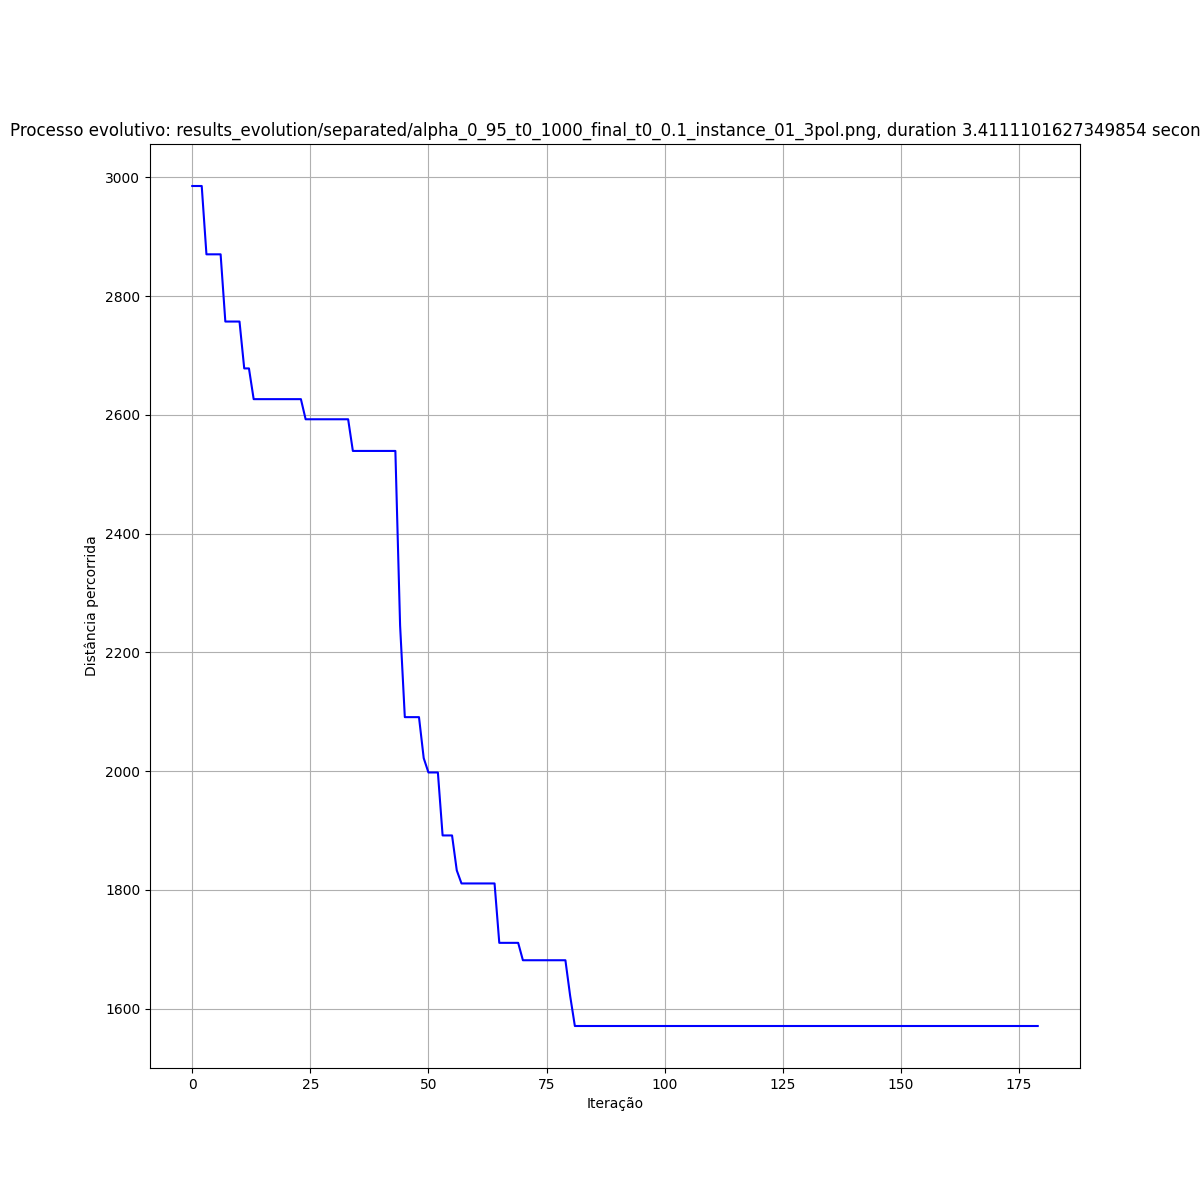 Processo evolutivo: results_evolution/separated/alpha_0_95_t0_1000_final_t0_0.1_instance_01_3pol.png, duration 3.4111101627349854 secon
3000
2800
2600
2400
2200
2000
1800
1600
Distância percorrida
0 25 50 75 100 125 150 175
Iteração